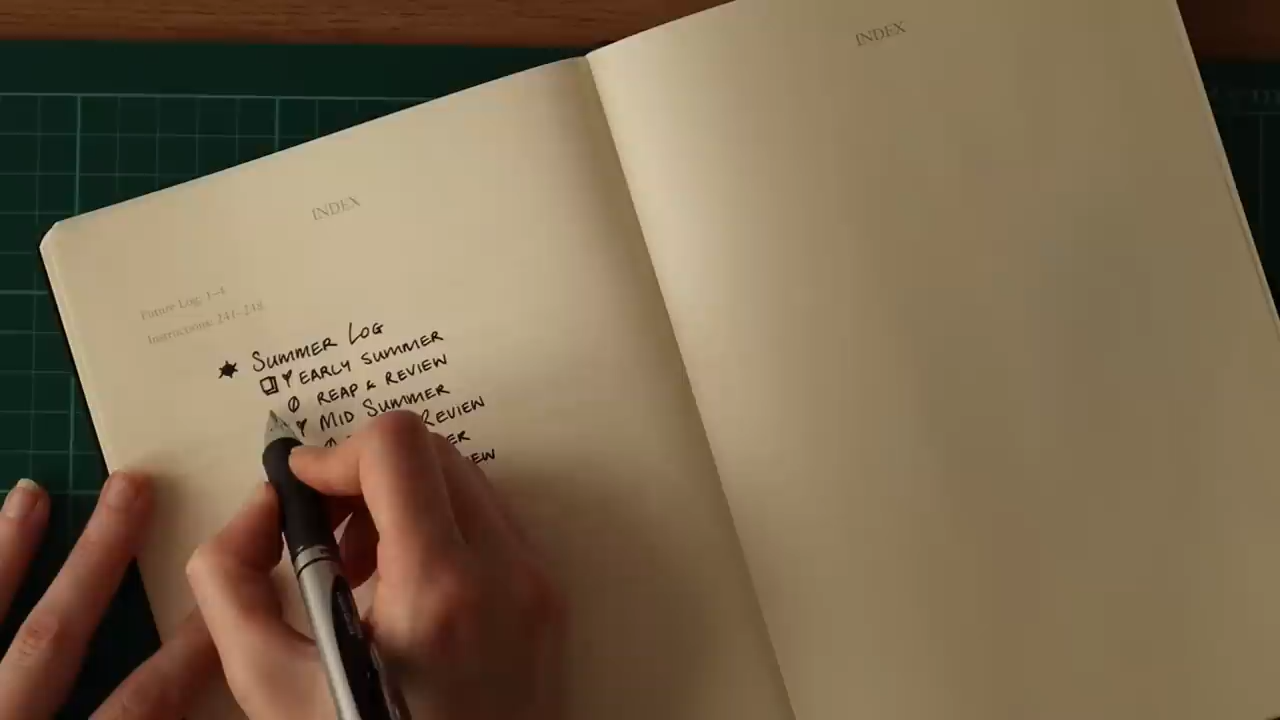 INDEX
INDEX
Future Log: 1–4
Instructions: 241–248
SUMMER LOG
EARLY SUMMER
REAP & REVIEW
MID SUMMER
REVIEW